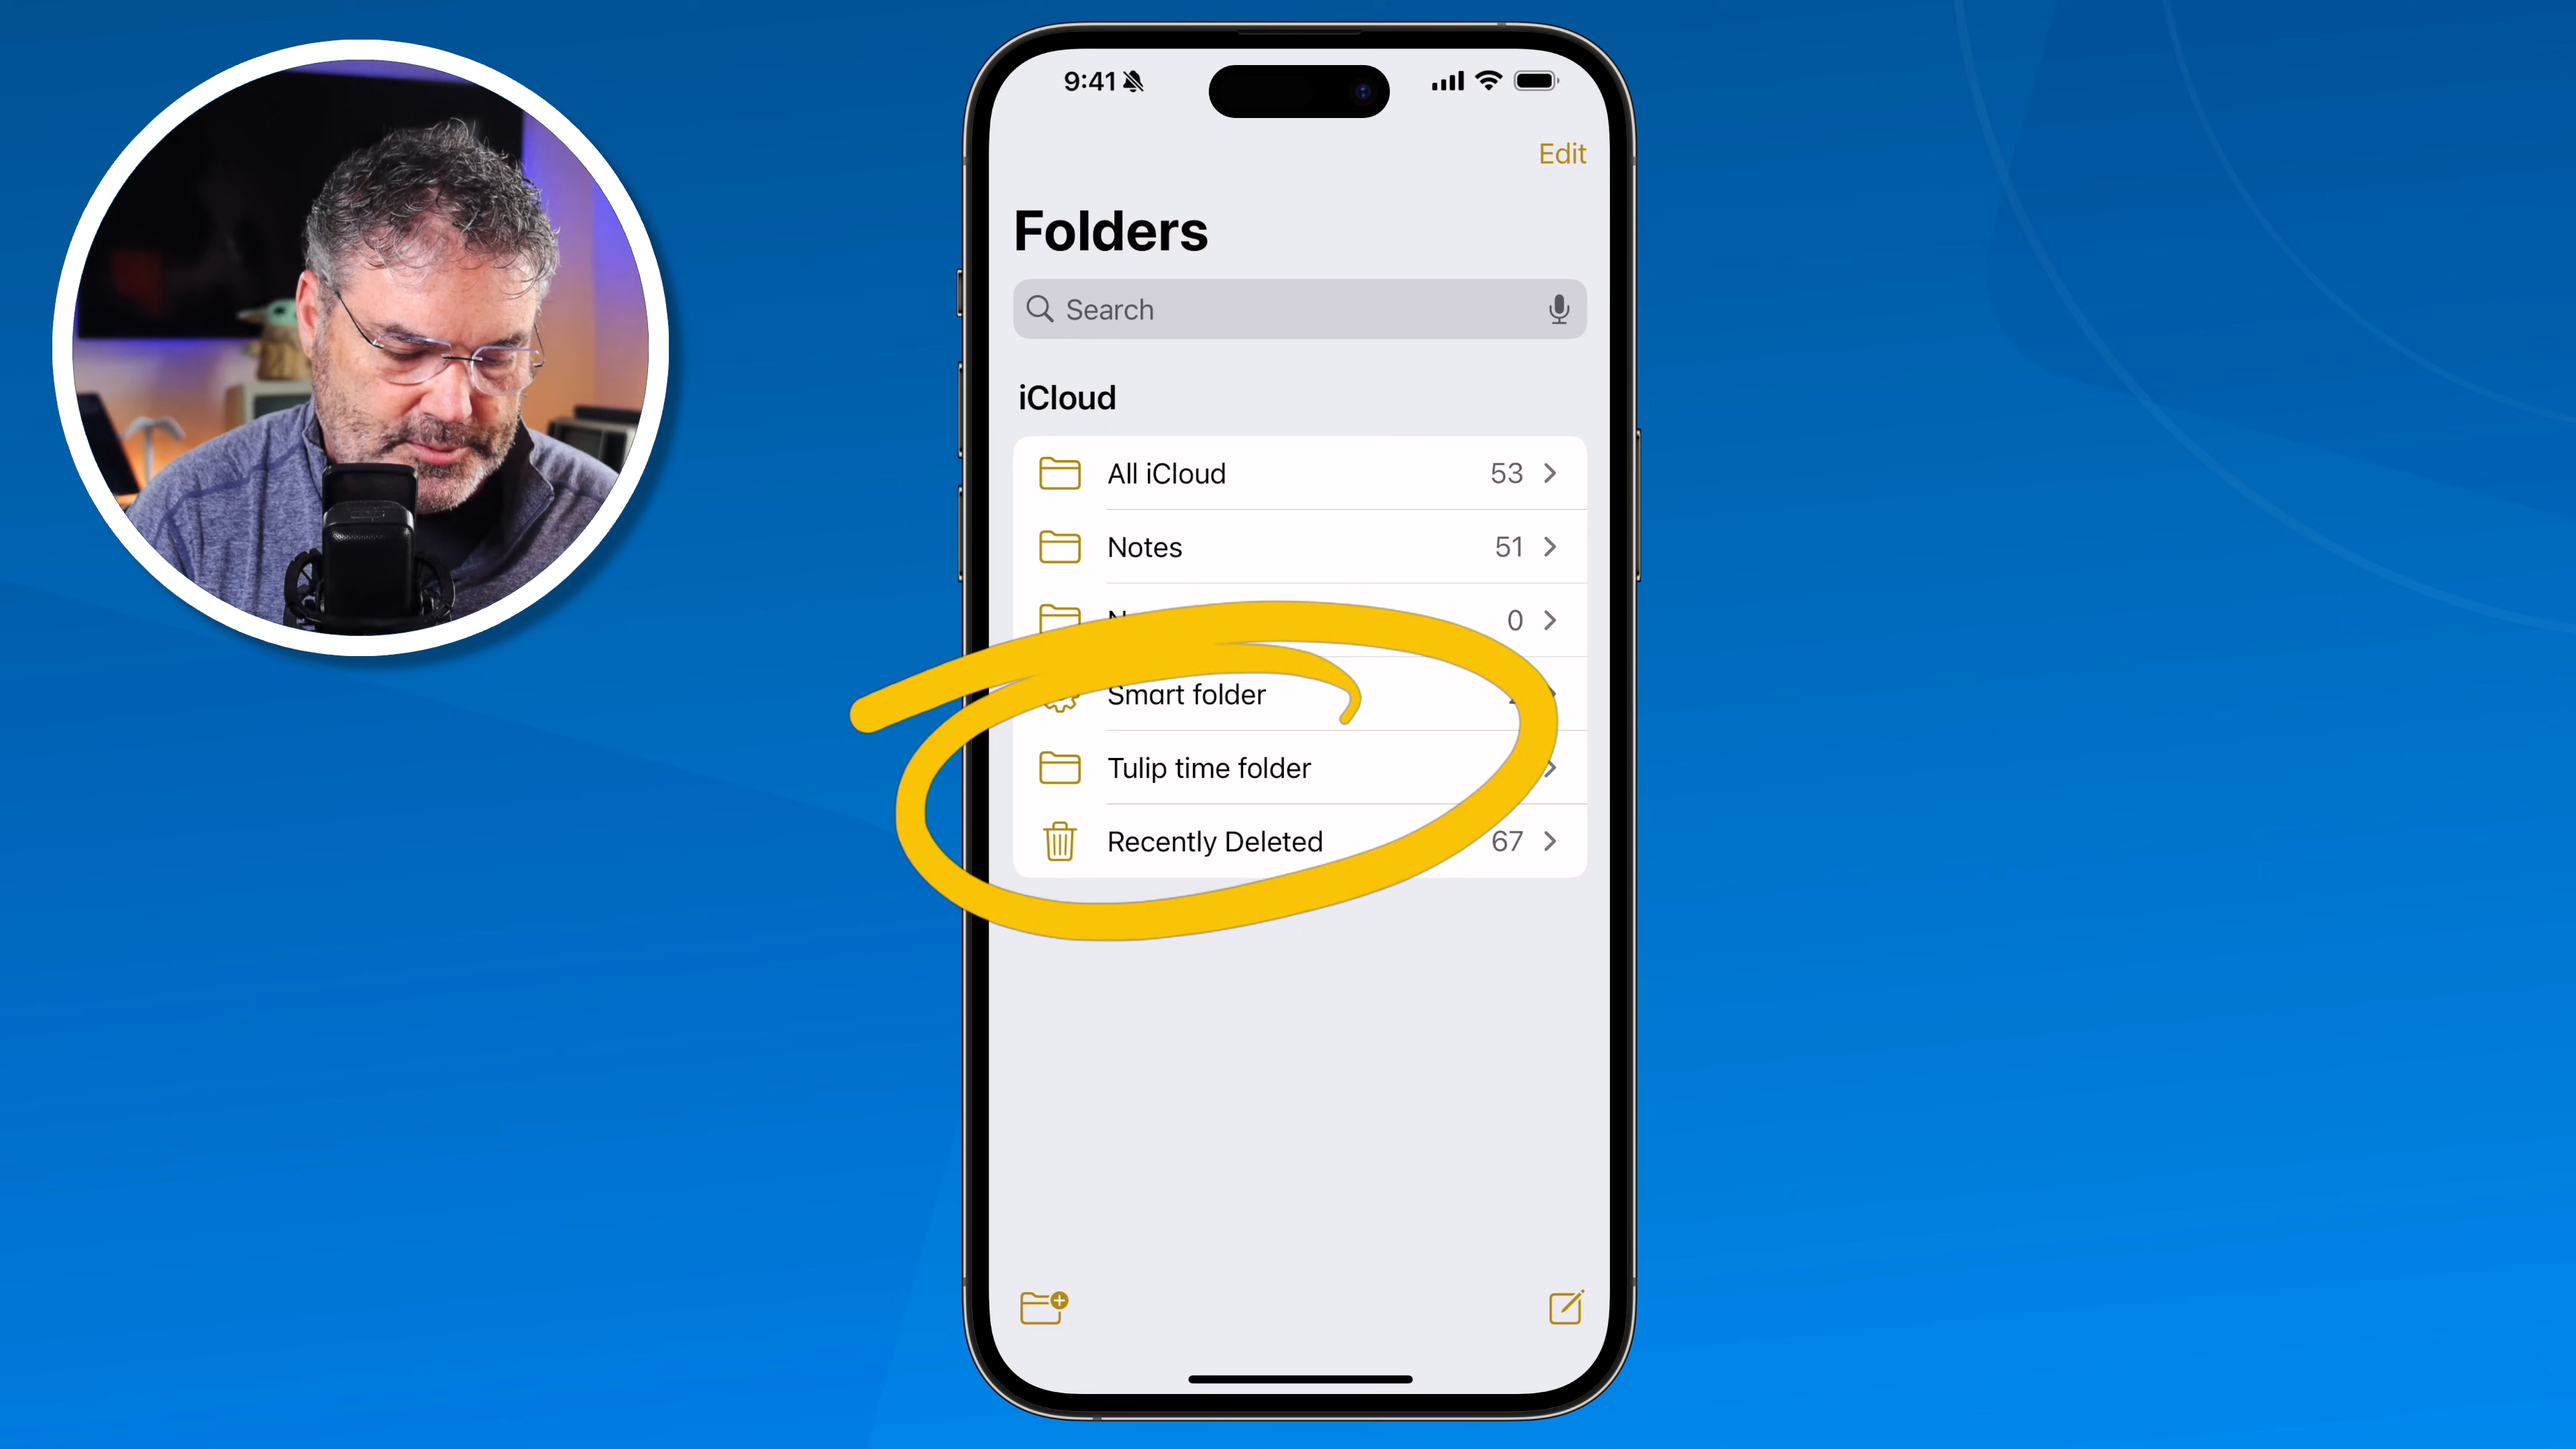 9:41
Edit
Folders
Search
iCloud
All iCloud 53
Notes 51
0
Smart folder
Tulip time folder
Recently Deleted 67